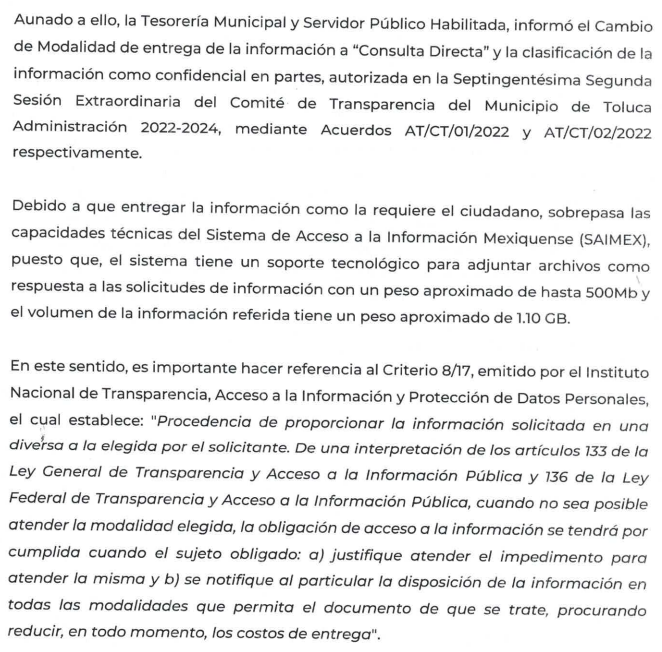 Aunado a ello, la Tesorería Municipal y Servidor Público Habilitada, informó el Cambio
de Modalidad de entrega de la información a “Consulta Directa” y la clasificación de la
información como confidencial en partes, autorizada en la Septingentésima Segunda
Sesión Extraordinaria del Comité de Transparencia del Municipio de Toluca
Administración 2022-2024, mediante Acuerdos AT/CT/01/2022 y AT/CT/02/2022
respectivamente.
Debido a que entregar la información como la requiere el ciudadano, sobrepasa las
capacidades técnicas del Sistema de Acceso a la Información Mexiquense (SAIMEX),
puesto que, el sistema tiene un soporte tecnológico para adjuntar archivos como
respuesta a las solicitudes de información con un peso aproximado de hasta 500Mb y
el volumen de la información referida tiene un peso aproximado de 1.10 GB.
En este sentido, es importante hacer referencia al Criterio 8/17, emitido por el Instituto
Nacional de Transparencia, Acceso a la Información y Protección de Datos Personales,
el cual establece: "Procedencia de proporcionar la información solicitada en una
diversa a la elegida por el solicitante. De una interpretación de los artículos 133 de la
Ley General de Transparencia y Acceso a la Información Pública y 136 de la Ley
Federal de Transparencia y Acceso a la Información Pública, cuando no sea posible
atender la modalidad elegida, la obligación de acceso a la información se tendrá por
cumplida cuando el sujeto obligado: a) justifique atender el impedimento para
atender la misma y b) se notifique al particular la disposición de la información en
todas las modalidades que permita el documento de que se trate, procurando
reducir, en todo momento, los costos de entrega".